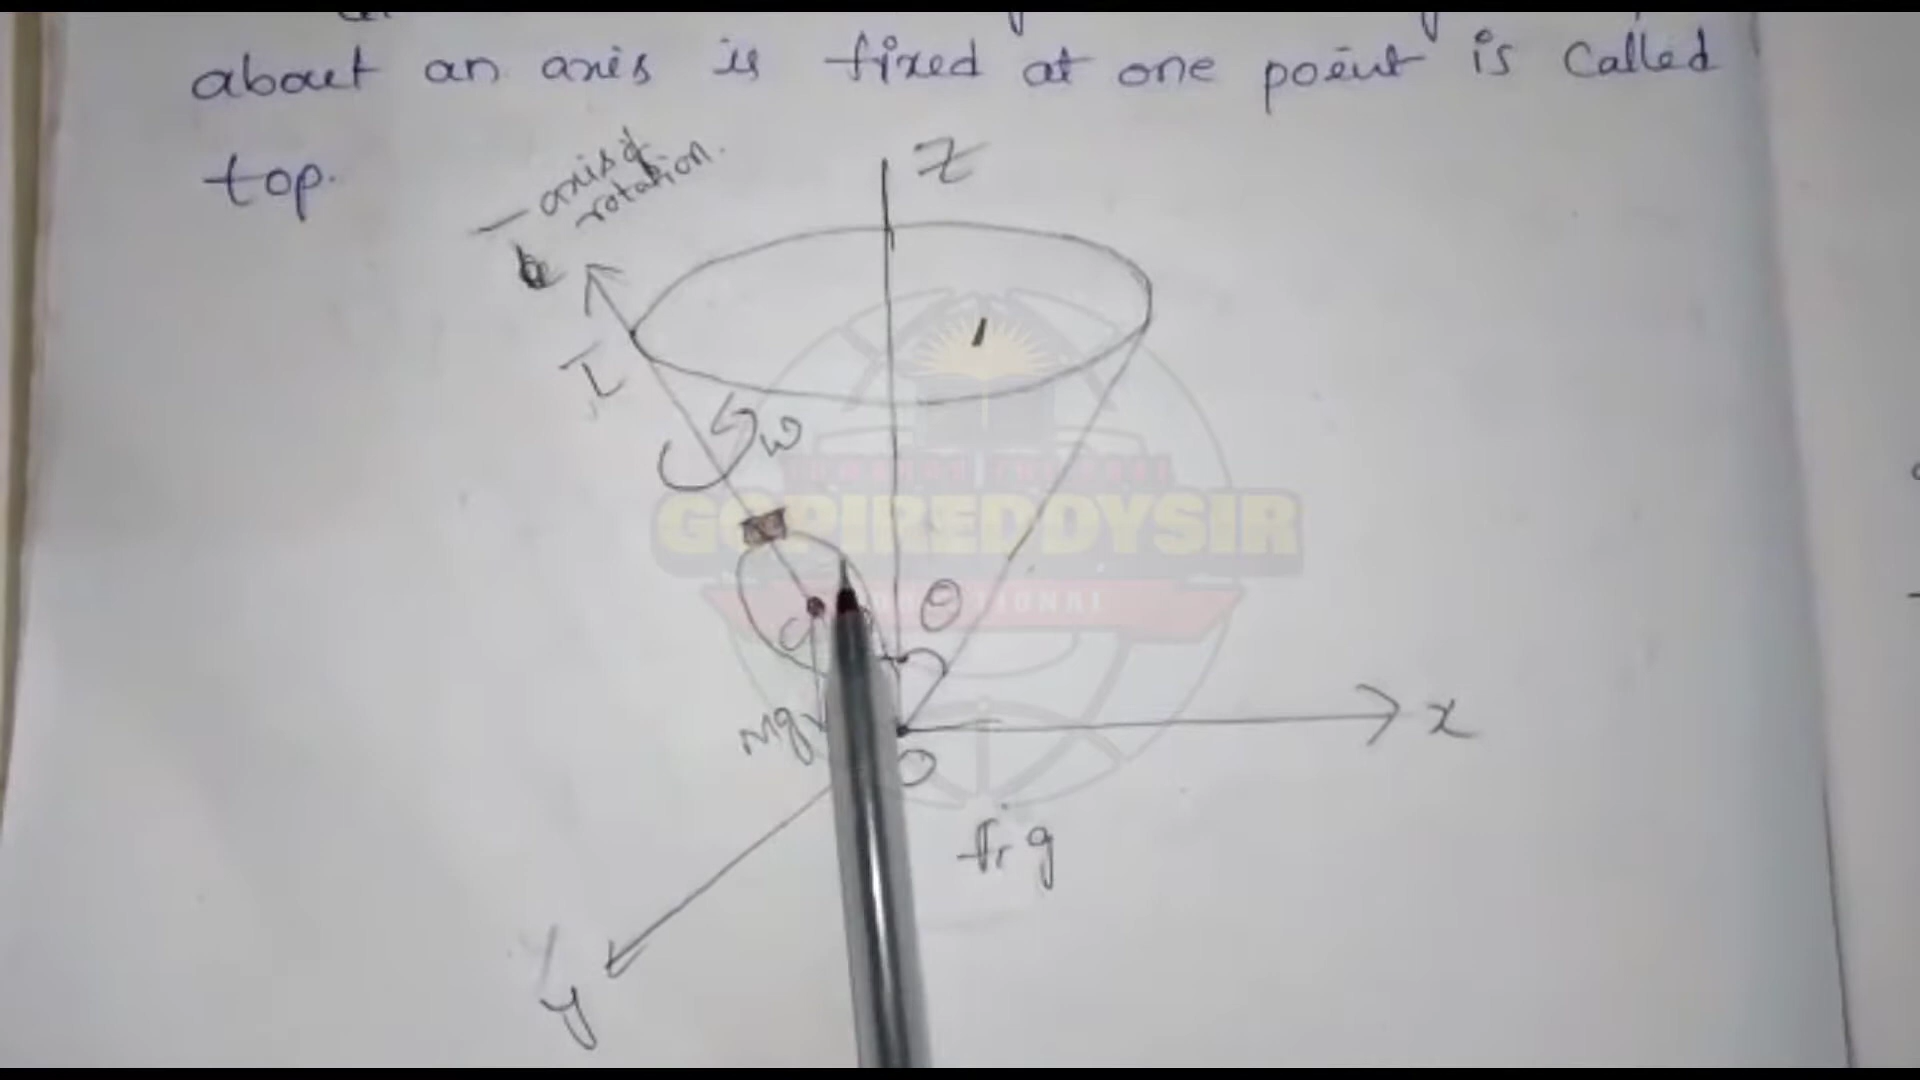 about an axis is fixed at one point is called
top.
Z
axis of
rotation.
L
ω
GOPIREDDYSIR
θ
C
mg
x
O
fig
y